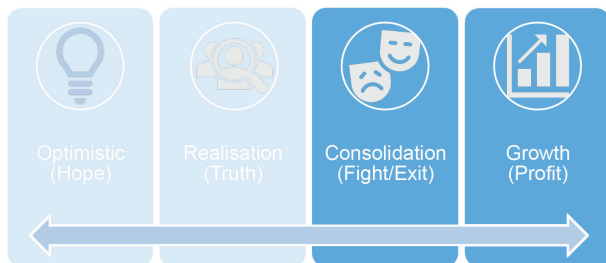 Optimistic
(Hope)
Realisation
(Truth)
Consolidation
(Fight/Exit)
Growth
(Profit)